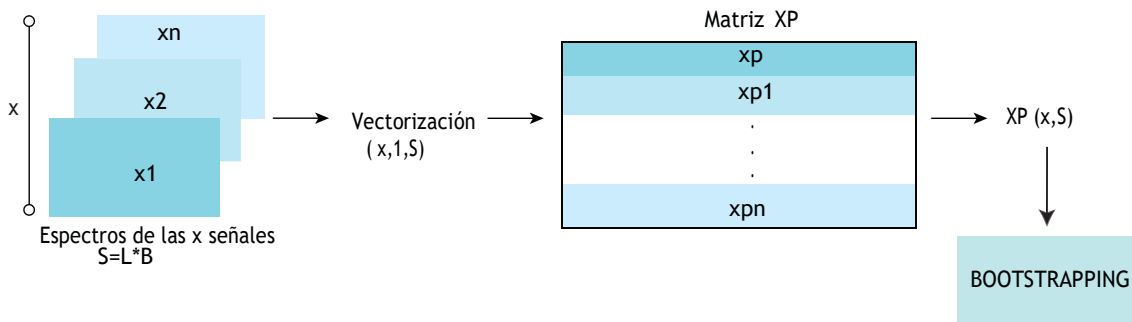 x
xn
x2
x1
Espectros de las x señales
S=L*B
Vectorización
( x,1,S)
Matriz XP
xp
xp1
.
.
.
xpn
XP (x,S)
BOOTSTRAPPING